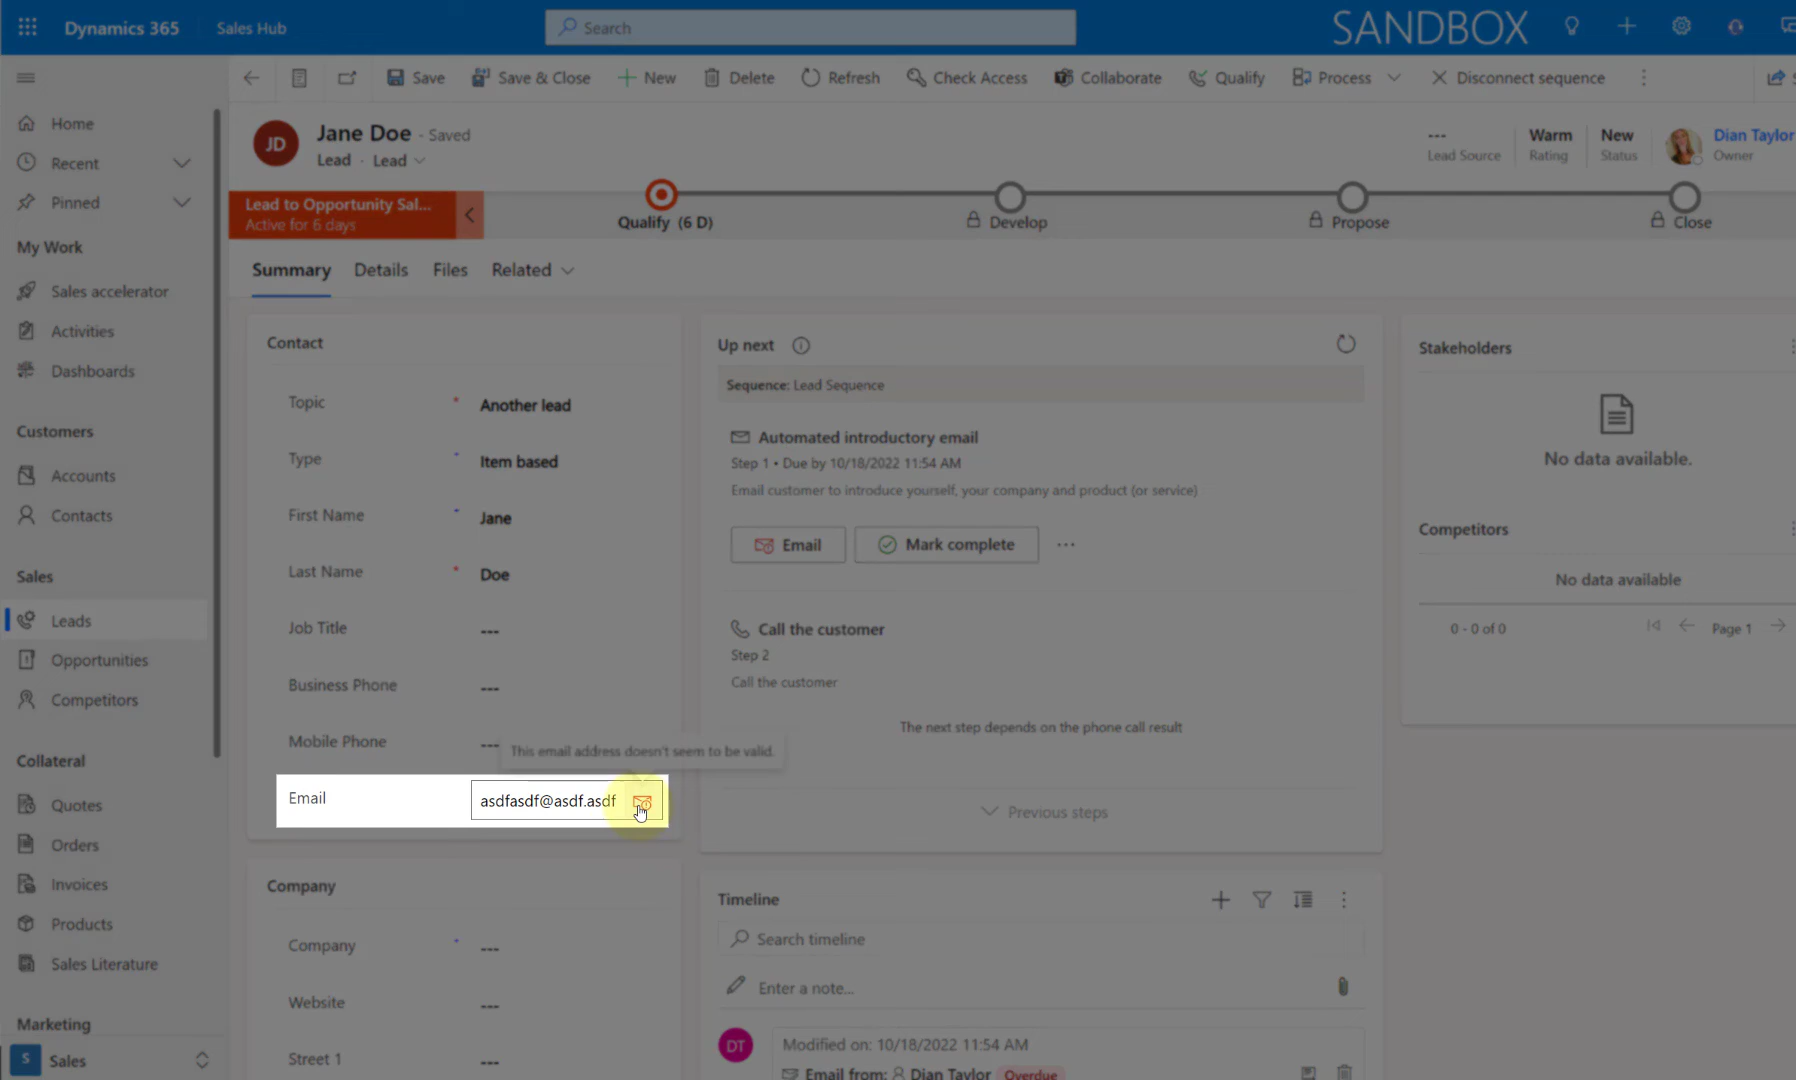 Dynamics 365
Sales Hub
Search
SANDBOX
Save
Save & Close
New
Delete
Refresh
Check Access
Collaborate
Qualify
Process
Disconnect sequence
Home
Recent
Pinned
My Work
Sales accelerator
Activities
Dashboards
Customers
Accounts
Contacts
Sales
Leads
Opportunities
Competitors
Collateral
Quotes
Orders
Invoices
Products
Sales Literature
Marketing
S Sales
JD
Jane Doe - Saved
Lead · Lead
---
Lead Source
Warm
Rating
New
Status
Dian Taylor
Owner
Lead to Opportunity Sal...
Active for 6 days
Qualify (6 D)
Develop
Propose
Close
Summary
Details
Files
Related
Contact
Topic * Another lead
Type Item based
First Name Jane
Last Name * Doe
Job Title ---
Business Phone ---
Mobile Phone ---
This email address doesn't seem to be valid.
Email asdfasdf@asdf.asdf
Company
Company ---
Website ---
Street 1 ---
Up next
Sequence: Lead Sequence
Automated introductory email
Step 1 • Due by 10/18/2022 11:54 AM
Email customer to introduce yourself, your company and product (or service)
Email
Mark complete
Call the customer
Step 2
Call the customer
The next step depends on the phone call result
Previous steps
Timeline
Search timeline
Enter a note...
DT
Modified on: 10/18/2022 11:54 AM
Email from: Dian Taylor Overdue
Stakeholders
No data available.
Competitors
No data available
0 - 0 of 0
Page 1